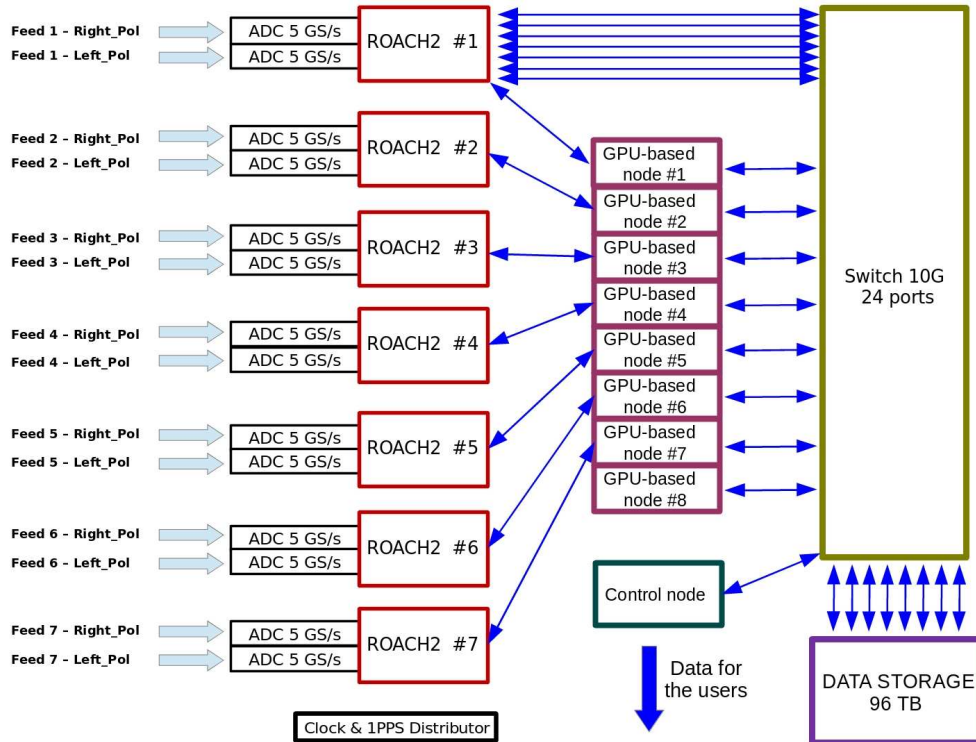 Feed 1 – Right_Pol
Feed 1 – Left_Pol
ADC 5 GS/s
ADC 5 GS/s
ROACH2 #1
Feed 2 – Right_Pol
Feed 2 – Left_Pol
ADC 5 GS/s
ADC 5 GS/s
ROACH2 #2
Feed 3 – Right_Pol
Feed 3 – Left_Pol
ADC 5 GS/s
ADC 5 GS/s
ROACH2 #3
Feed 4 – Right_Pol
Feed 4 – Left_Pol
ADC 5 GS/s
ADC 5 GS/s
ROACH2 #4
Feed 5 – Right_Pol
Feed 5 – Left_Pol
ADC 5 GS/s
ADC 5 GS/s
ROACH2 #5
Feed 6 – Right_Pol
Feed 6 – Left_Pol
ADC 5 GS/s
ADC 5 GS/s
ROACH2 #6
Feed 7 – Right_Pol
Feed 7 – Left_Pol
ADC 5 GS/s
ADC 5 GS/s
ROACH2 #7
GPU-based
node #1
GPU-based
node #2
GPU-based
node #3
GPU-based
node #4
GPU-based
node #5
GPU-based
node #6
GPU-based
node #7
GPU-based
node #8
Switch 10G
24 ports
Control node
Data for
the users
DATA STORAGE
96 TB
Clock & 1PPS Distributor